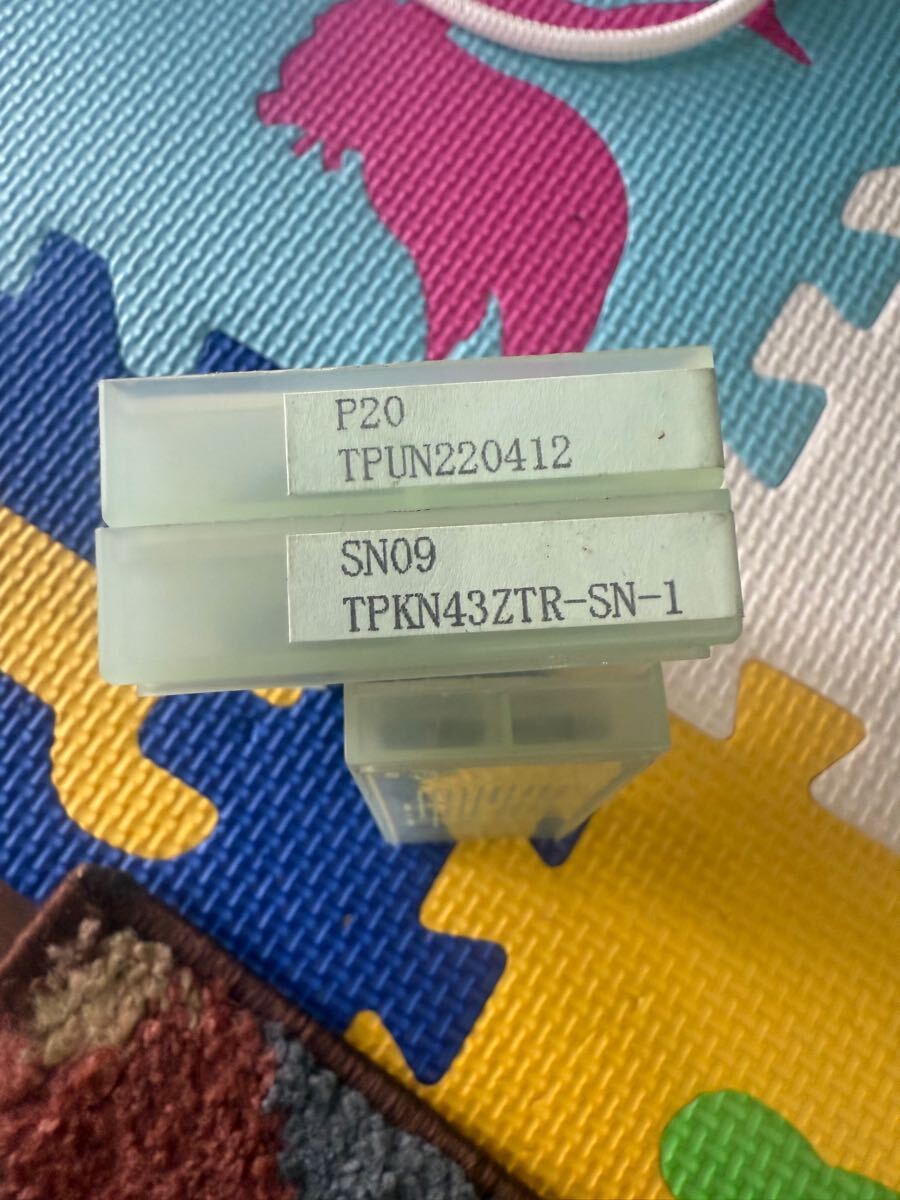 P20
TPUN220412
SN09
TPKN43ZTR-SN-1